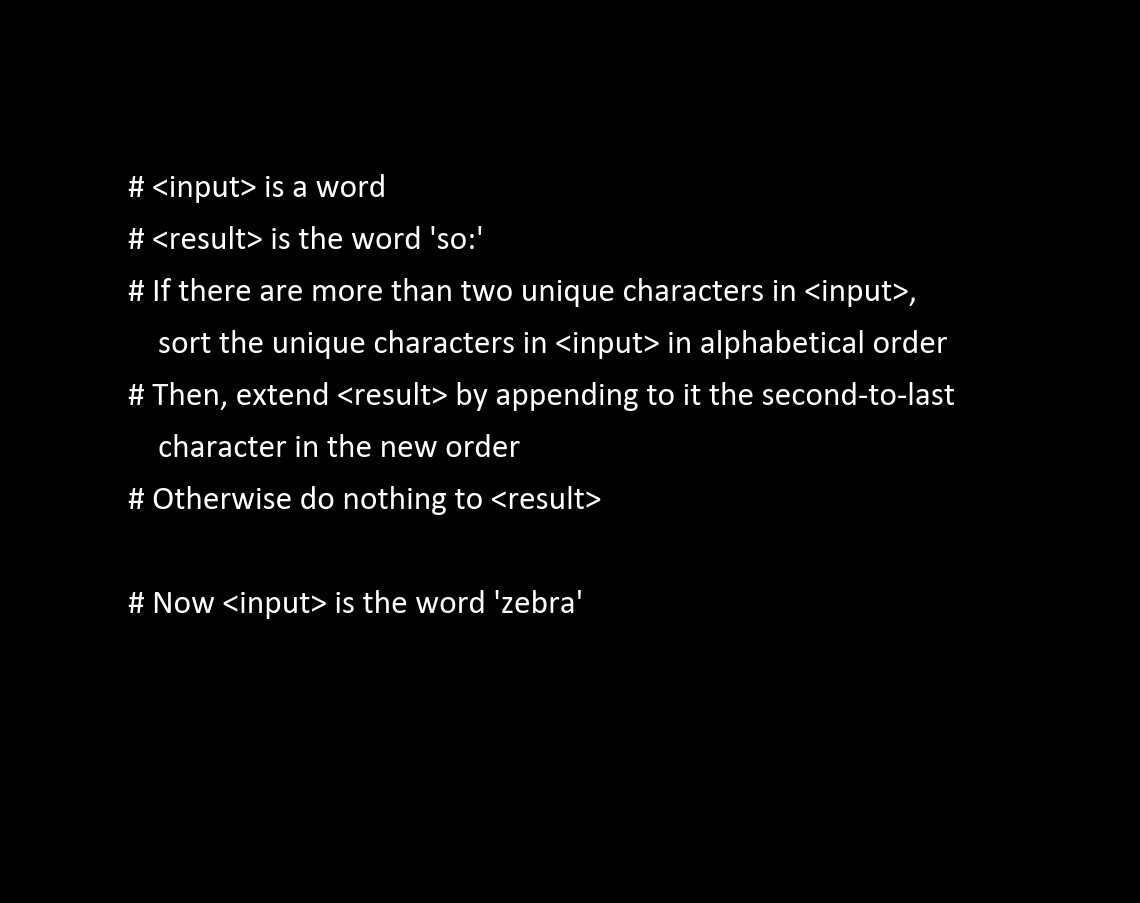 # <input> is a word
# <result> is the word 'so:'
# If there are more than two unique characters in <input>,
sort the unique characters in <input> in alphabetical order
# Then, extend <result> by appending to it the second-to-last
character in the new order
# Otherwise do nothing to <result>
# Now <input> is the word 'zebra'